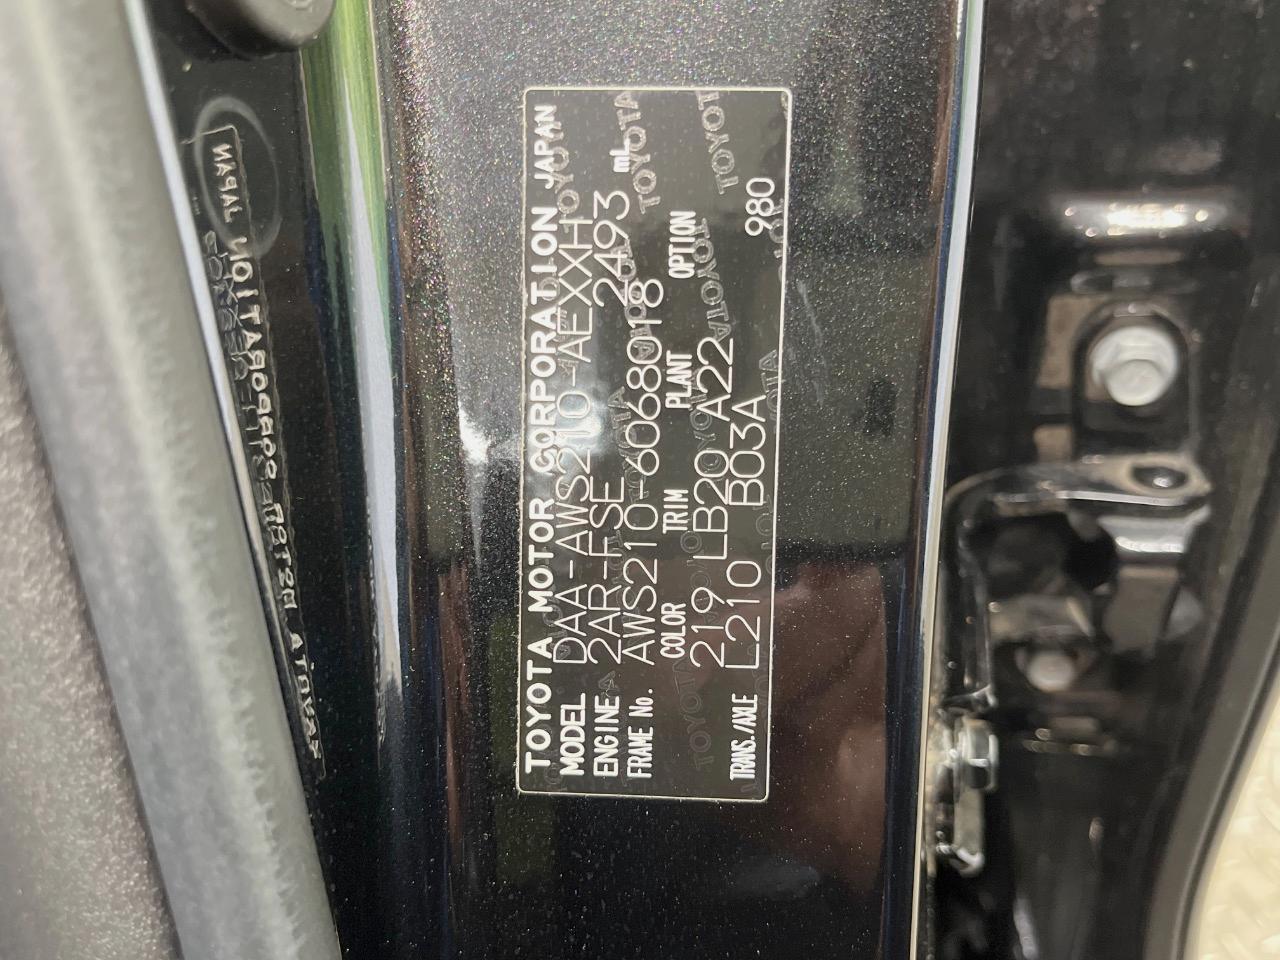 TOYOTA MOTOR CORPORATION JAPAN
MODEL DAA-AWS210-AEXXH
ENGINE 2AR-FSE 2493 mL
FRAME No. AWS210-6068018
COLOR TRIM PLANT OPTION
219 LB20 A22
TRANS./AXLE L210 B03A 980